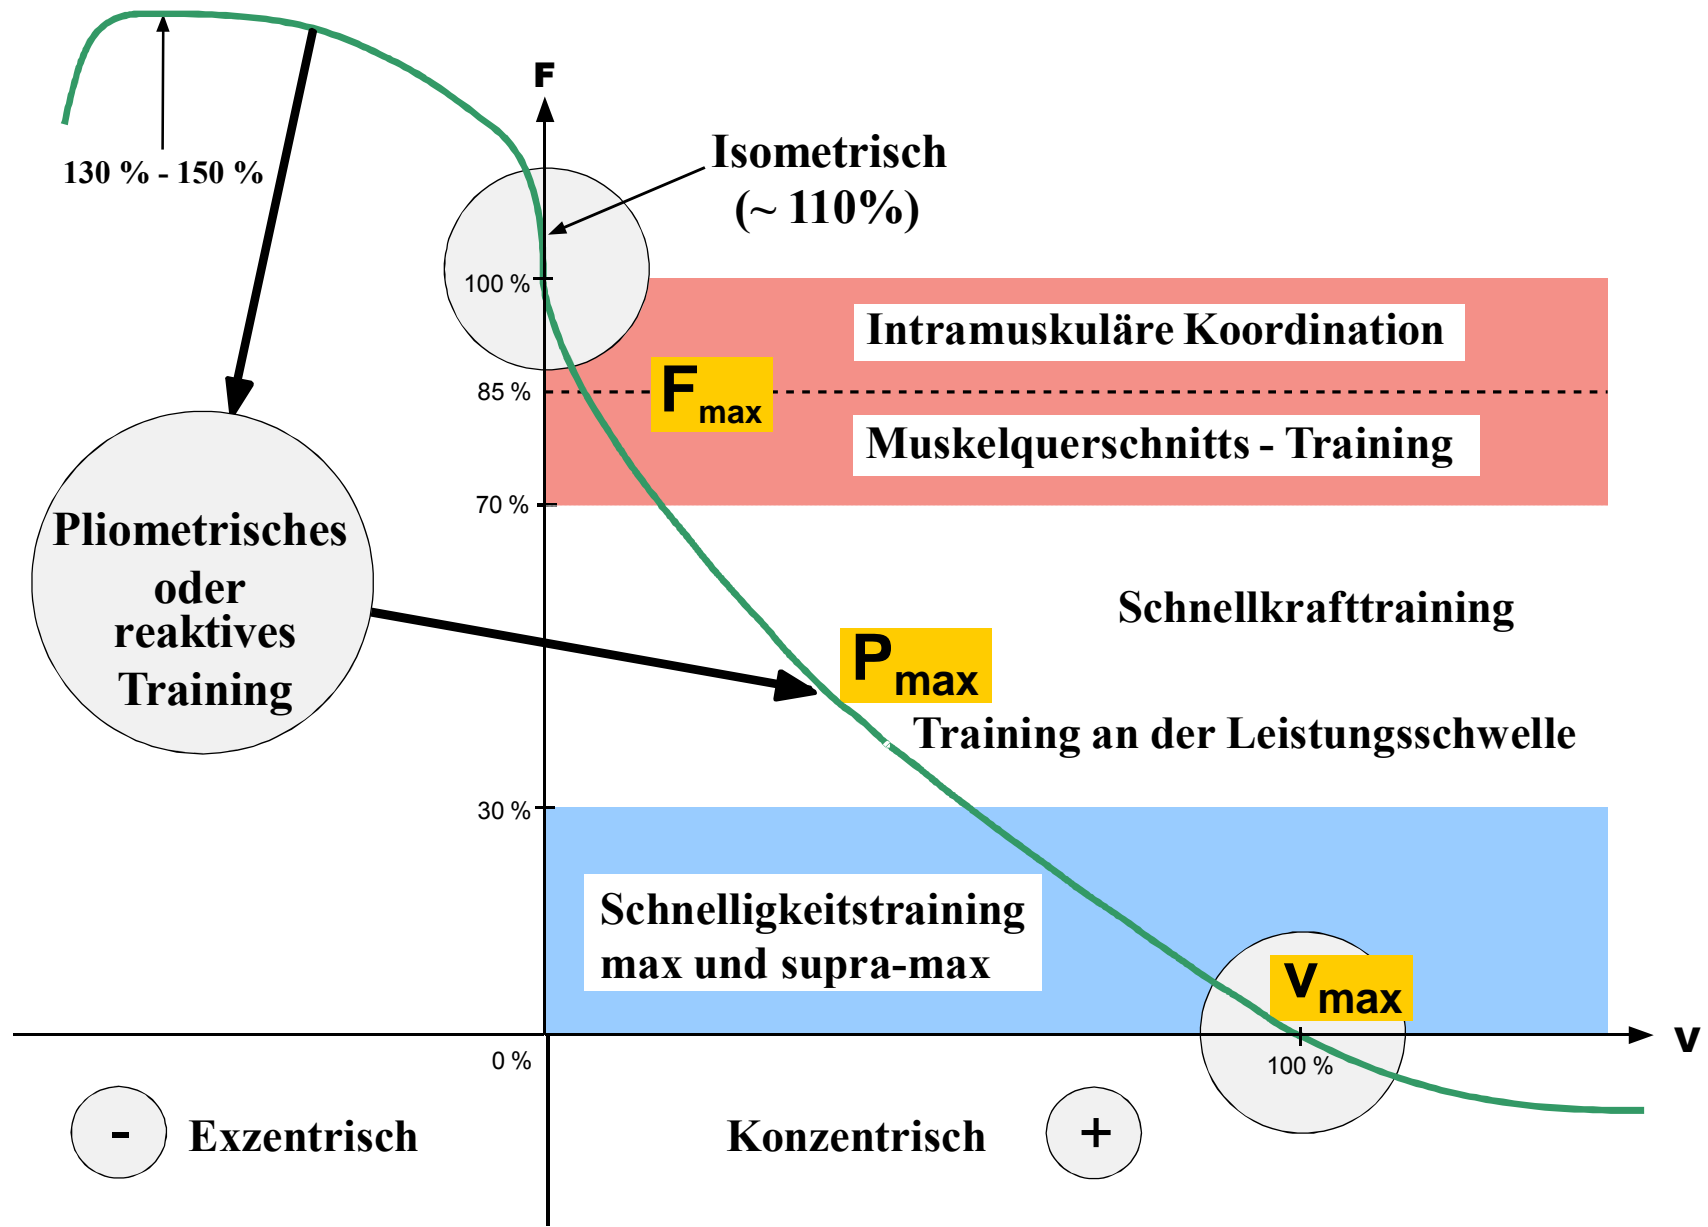 F
130 % - 150 %
Isometrisch
(~ 110%)
100 %
Intramuskuläre Koordination
85 %
Fmax
Muskelquerschnitts - Training
70 %
Pliometrisches
oder
reaktives
Training
Schnellkrafttraining
Pmax
Training an der Leistungsschwelle
30 %
Schnelligkeitstraining
max und supra-max
vmax
v
0 %
100 %
- Exzentrisch
Konzentrisch +